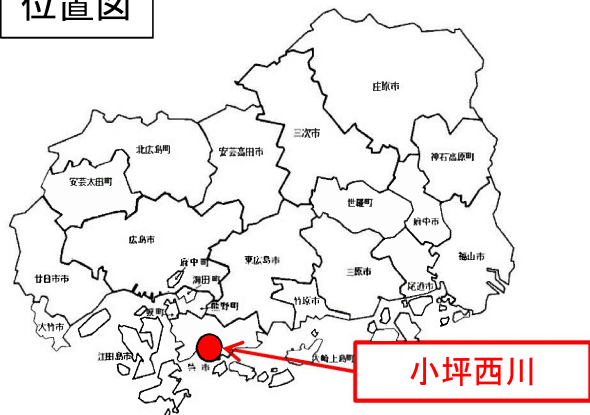 位置図
庄原市
三次市
北広島町
安芸高田市
神石高原町
安芸太田町
世羅町
府中市
広島市
府中町
海田町
東広島市
三原市
福山市
廿日市市
尾道市
熊野町
竹原市
坂町
大竹市
江田島市
大崎上島町
市
小坪西川